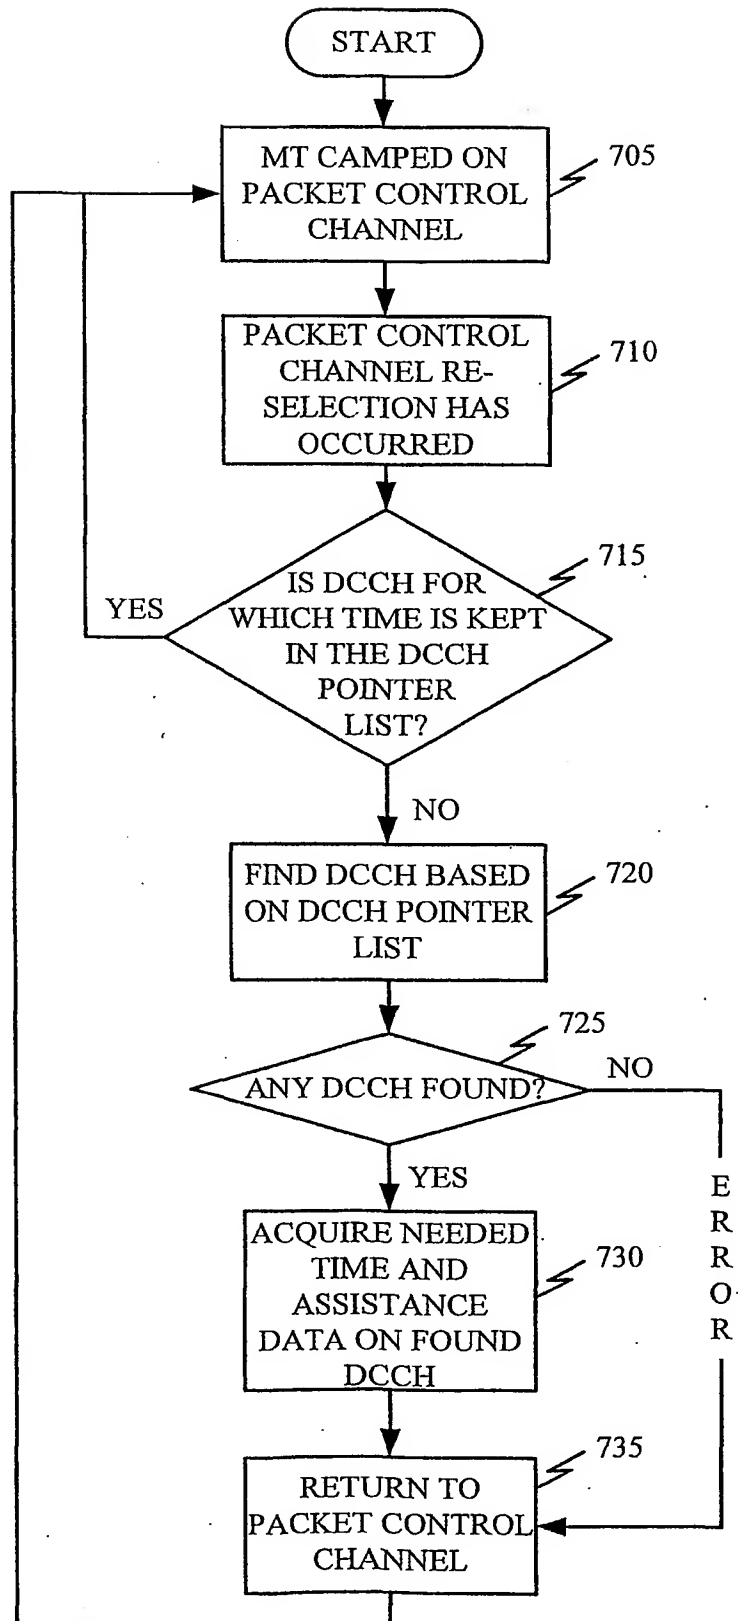 START
MT CAMPED ON
PACKET CONTROL
CHANNEL
705
PACKET CONTROL
CHANNEL RE-
SELECTION HAS
OCCURRED
710
IS DCCH FOR
WHICH TIME IS KEPT
IN THE DCCH
POINTER
LIST?
715
YES
NO
FIND DCCH BASED
ON DCCH POINTER
LIST
720
ANY DCCH FOUND?
725
NO
YES
E
R
R
O
R
ACQUIRE NEEDED
TIME AND
ASSISTANCE
DATA ON FOUND
DCCH
730
RETURN TO
PACKET CONTROL
CHANNEL
735